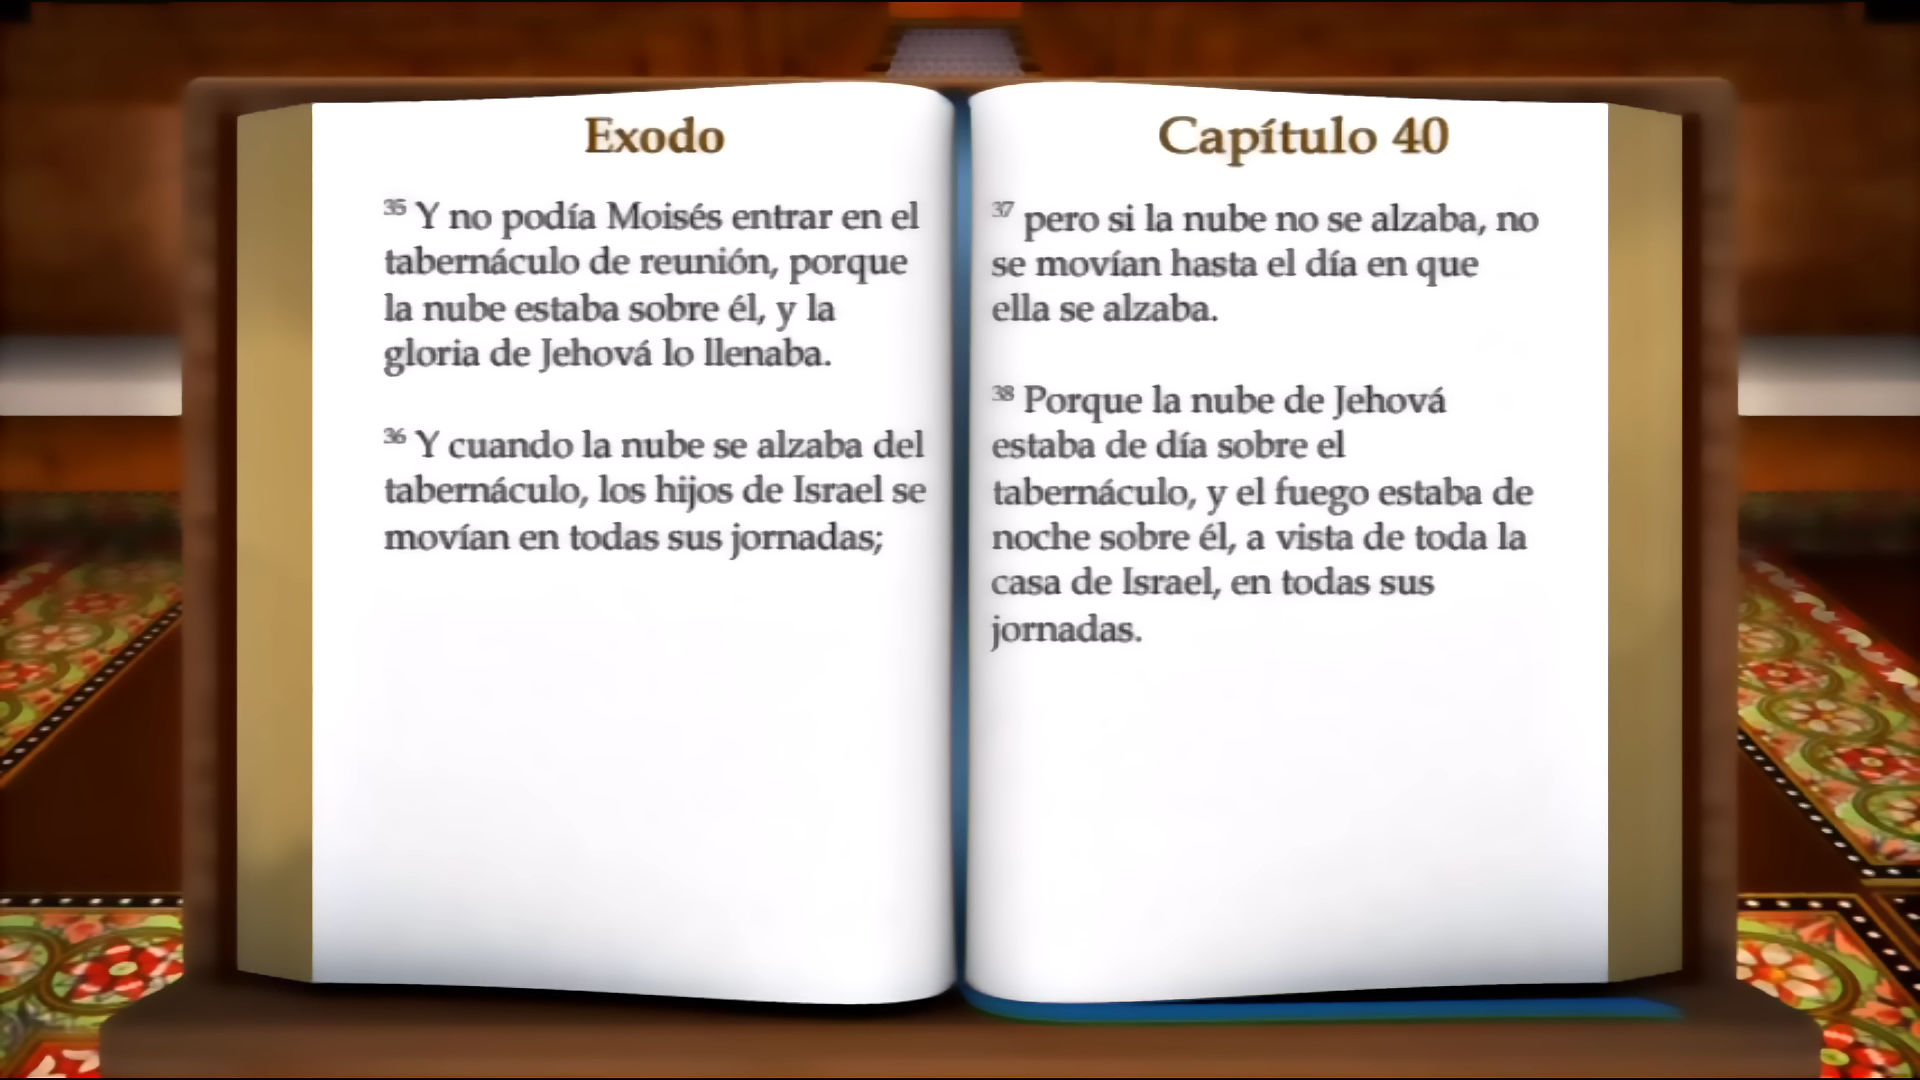 Exodo
35 Y no podía Moisés entrar en el
tabernáculo de reunión, porque
la nube estaba sobre él, y la
gloria de Jehová lo llenaba.
36 Y cuando la nube se alzaba del
tabernáculo, los hijos de Israel se
movían en todas sus jornadas;
Capítulo 40
37 pero si la nube no se alzaba, no
se movían hasta el día en que
ella se alzaba.
38 Porque la nube de Jehová
estaba de día sobre el
tabernáculo, y el fuego estaba de
noche sobre él, a vista de toda la
casa de Israel, en todas sus
jornadas.